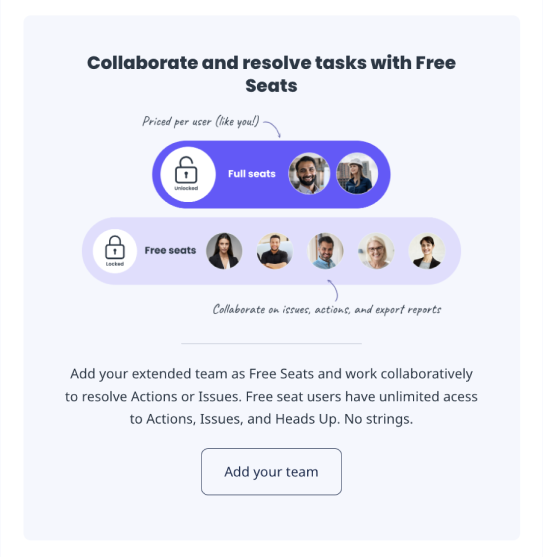 Collaborate and resolve tasks with Free
Seats
Priced per user (like you!)
Unlocked
Full seats
Locked
Free seats
Collaborate on issues, actions, and export reports
Add your extended team as Free Seats and work collaboratively
to resolve Actions or Issues. Free seat users have unlimited acess
to Actions, Issues, and Heads Up. No strings.
Add your team